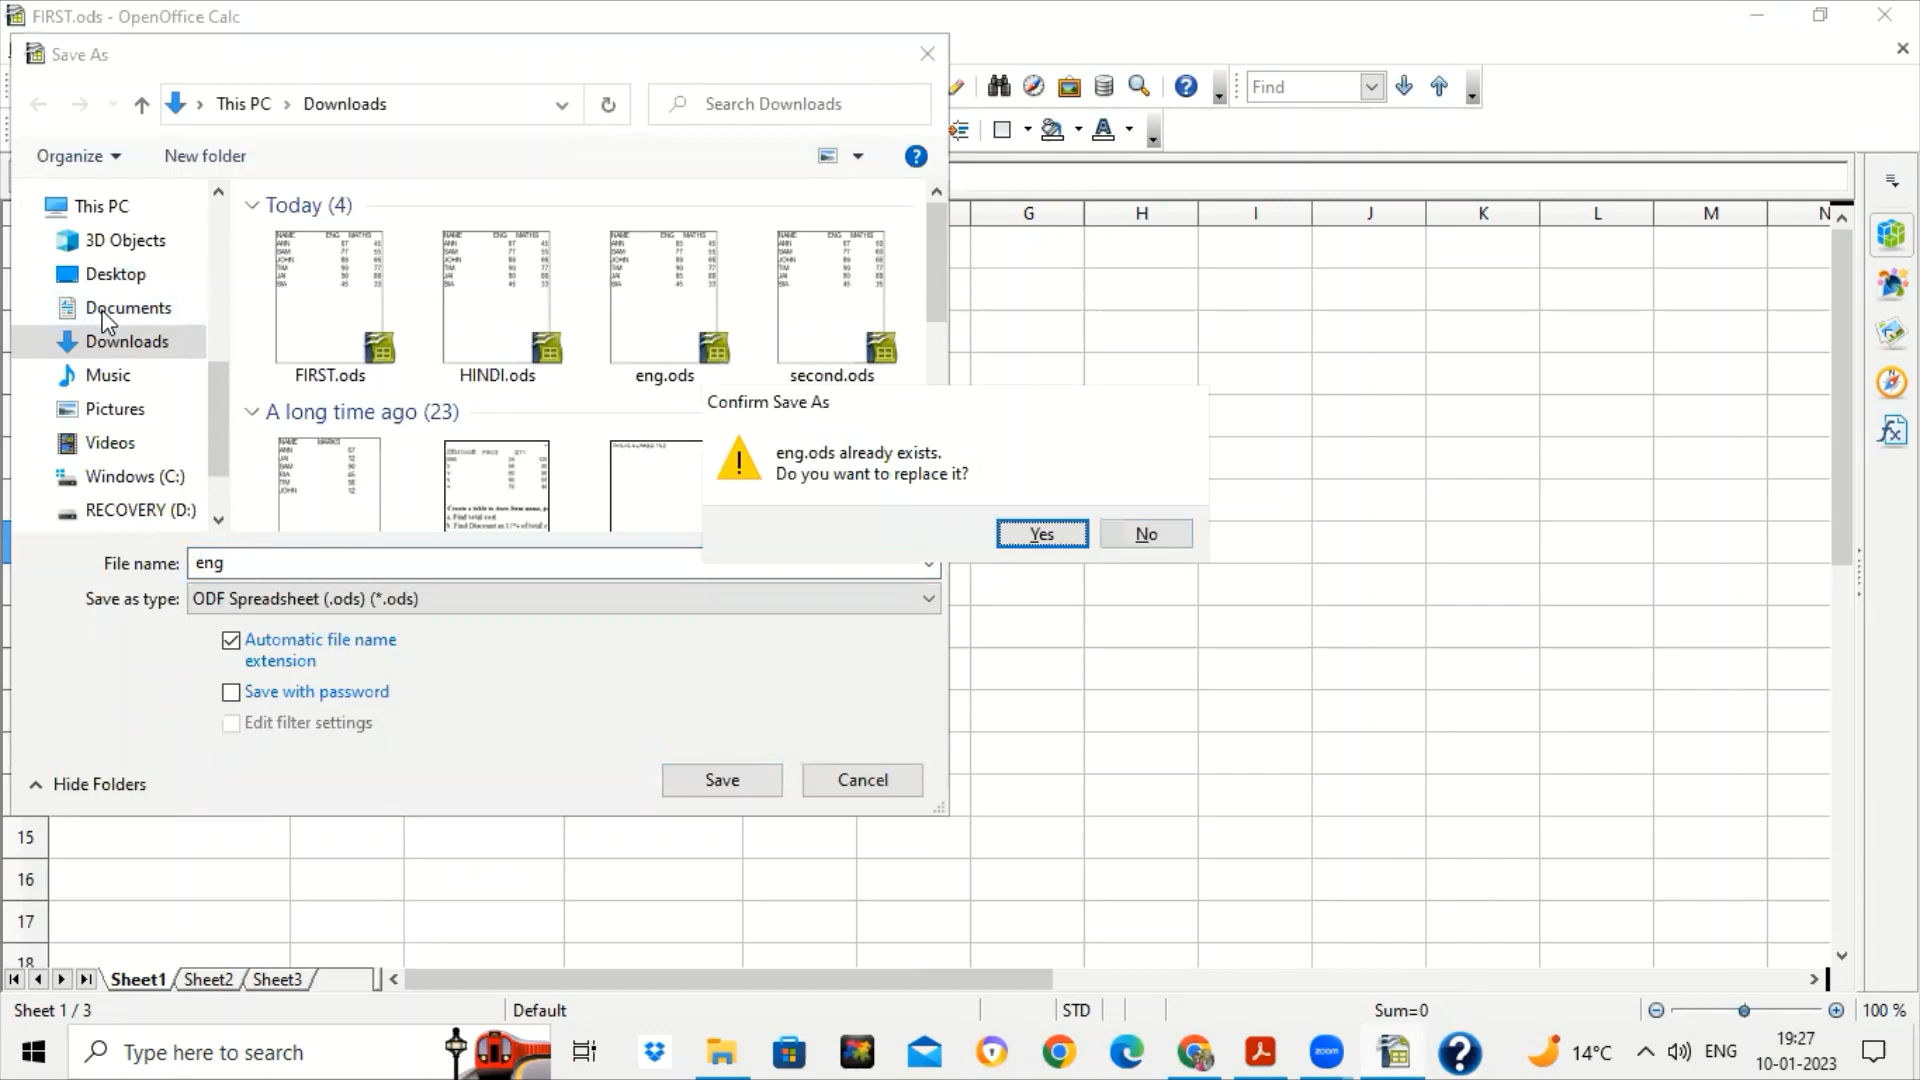 FIRST.ods - OpenOffice Calc
Save As
This PC
Downloads
Search Downloads
Find
Organize
New folder
This PC
3D Objects
Desktop
Documents
Downloads
Music
Pictures
Videos
Windows (C:)
RECOVERY (D:)
Today (4)
FIRST.ods
HINDI.ods
eng.ods
second.ods
A long time ago (23)
Confirm Save As
eng.ods already exists.
Do you want to replace it?
Yes
No
File name:
eng
Save as type:
ODF Spreadsheet (.ods) (*.ods)
Automatic file name
extension
Save with password
Edit filter settings
Hide Folders
Save
Cancel
G H I J K L M N
15
16
17
18
Sheet1 Sheet2 Sheet3
Sheet 1 / 3
Default
STD
Sum=0
100 %
Type here to search
zoom
14°C
ENG
19:27
10-01-2023